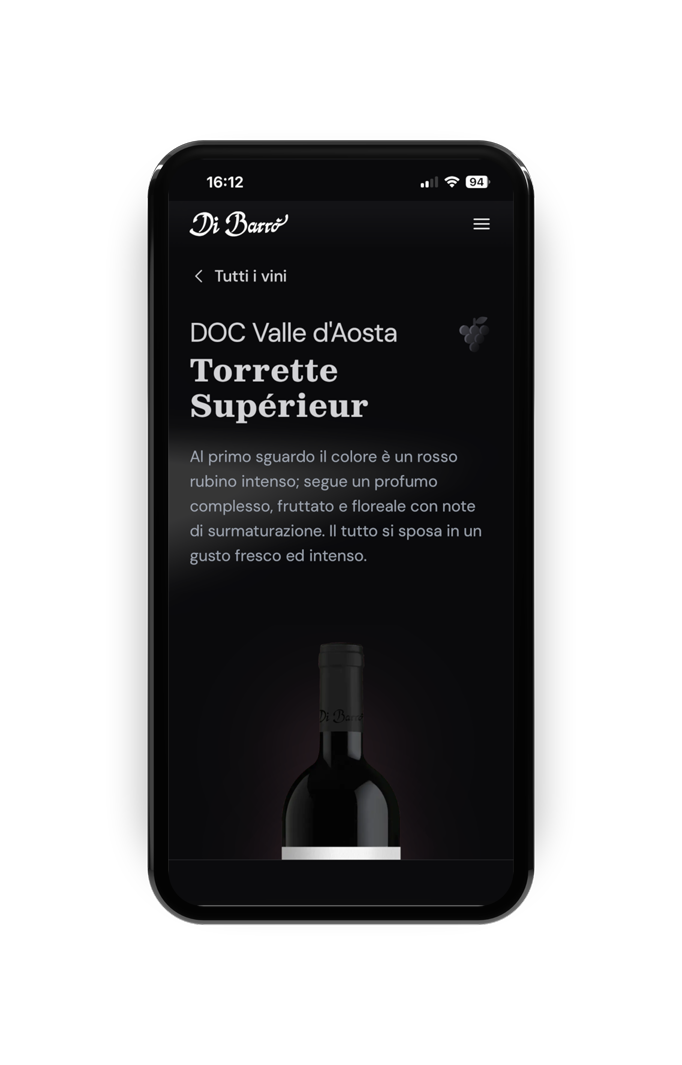 16:12
94
Di Barrò
Tutti i vini
DOC Valle d'Aosta
Torrette
Supérieur
Al primo sguardo il colore è un rosso
rubino intenso; segue un profumo
complesso, fruttato e floreale con note
di surmaturazione. Il tutto si sposa in un
gusto fresco ed intenso.
Di Barrò